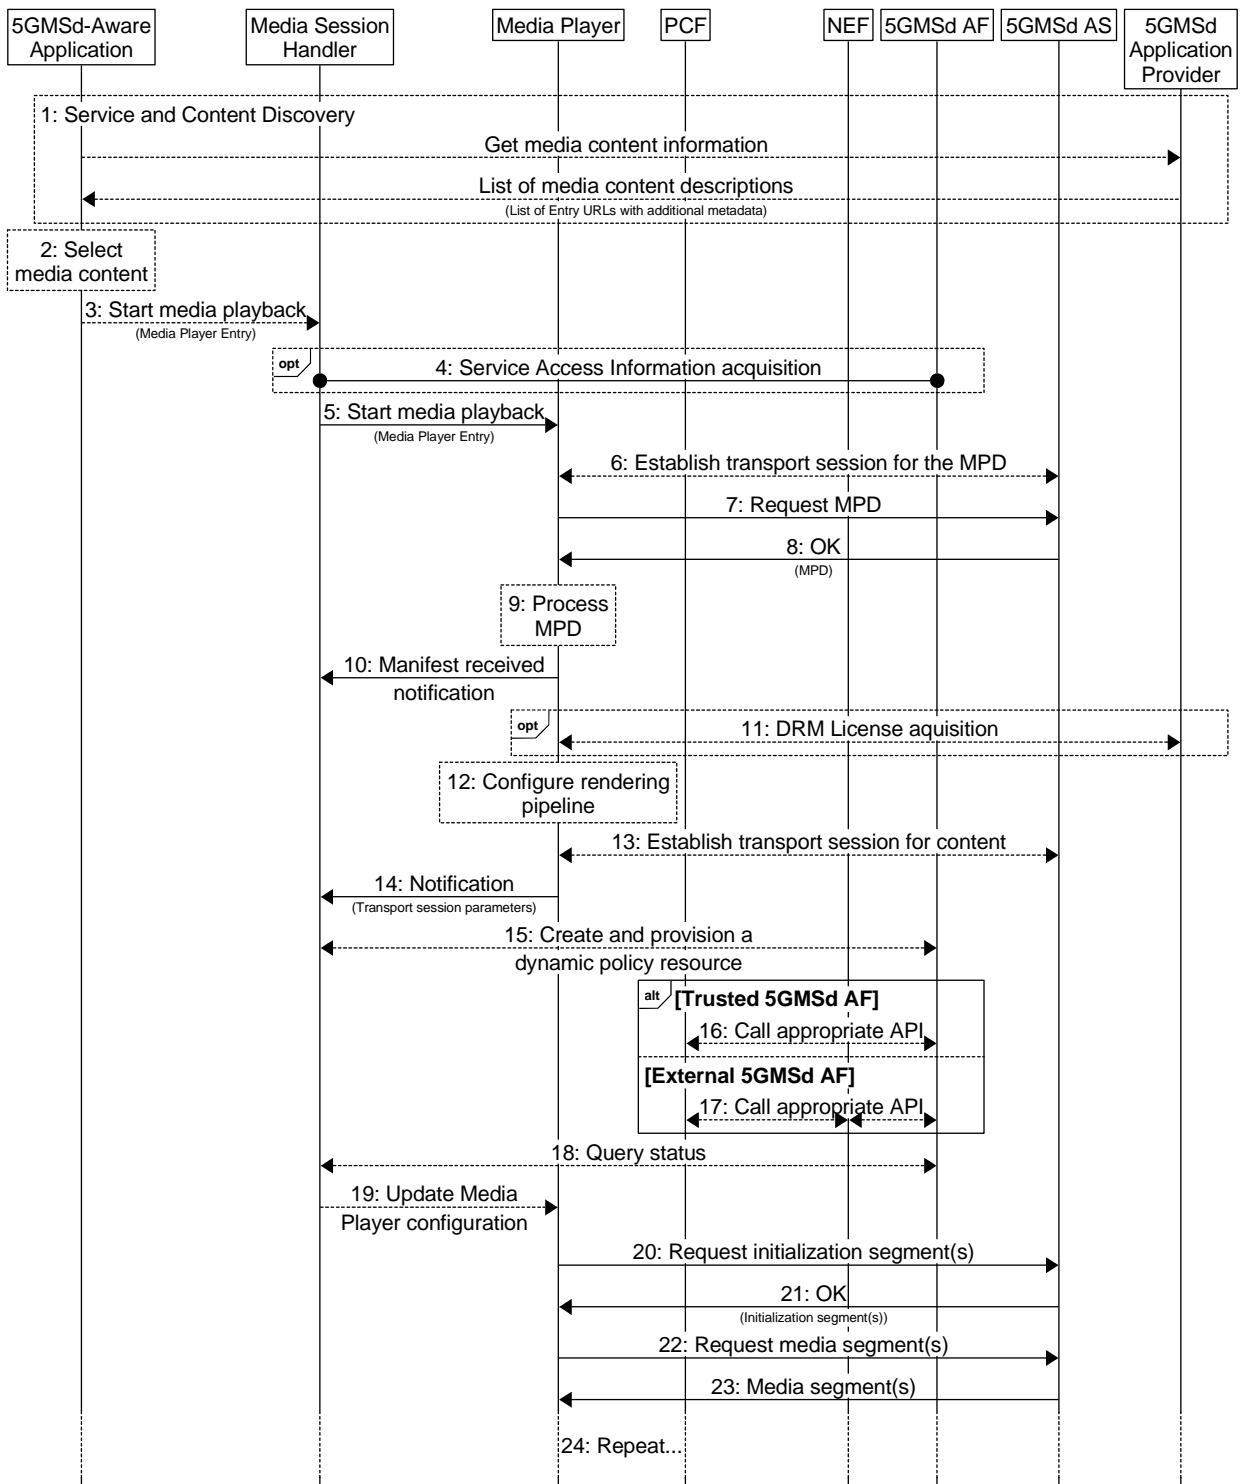 5GMSd-Aware
Application
Media Session
Handler
Media Player
PCF
NEF
5GMSd AF
5GMSd AS
5GMSd
Application
Provider
1: Service and Content Discovery
Get media content information
List of media content descriptions
(List of Entry URLs with additional metadata)
2: Select
media content
3: Start media playback
(Media Player Entry)
opt
4: Service Access Information acquisition
5: Start media playback
(Media Player Entry)
6: Establish transport session for the MPD
7: Request MPD
8: OK
(MPD)
9: Process
MPD
10: Manifest received
notification
opt
11: DRM License aquisition
12: Configure rendering
pipeline
13: Establish transport session for content
14: Notification
(Transport session parameters)
15: Create and provision a
dynamic policy resource
alt
[Trusted 5GMSd AF]
16: Call appropriate API
[External 5GMSd AF]
17: Call appropriate API
18: Query status
19: Update Media
Player configuration
20: Request initialization segment(s)
21: OK
(Initialization segment(s))
22: Request media segment(s)
23: Media segment(s)
24: Repeat...